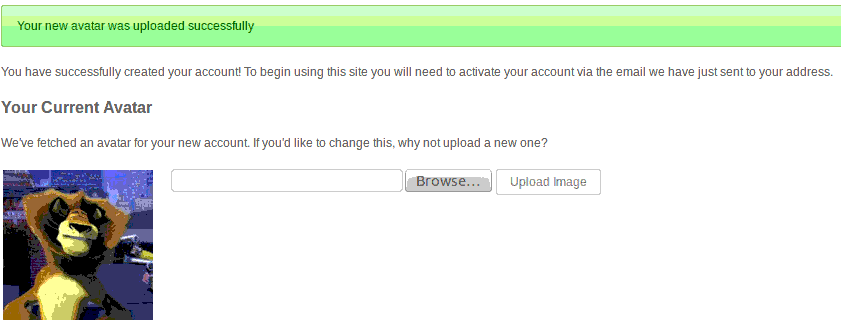 Your new avatar was uploaded successfully
You have successfully created your account! To begin using this site you will need to activate your account via the email we have just sent to your address.
Your Current Avatar
We've fetched an avatar for your new account. If you'd like to change this, why not upload a new one?
Browse... Upload Image